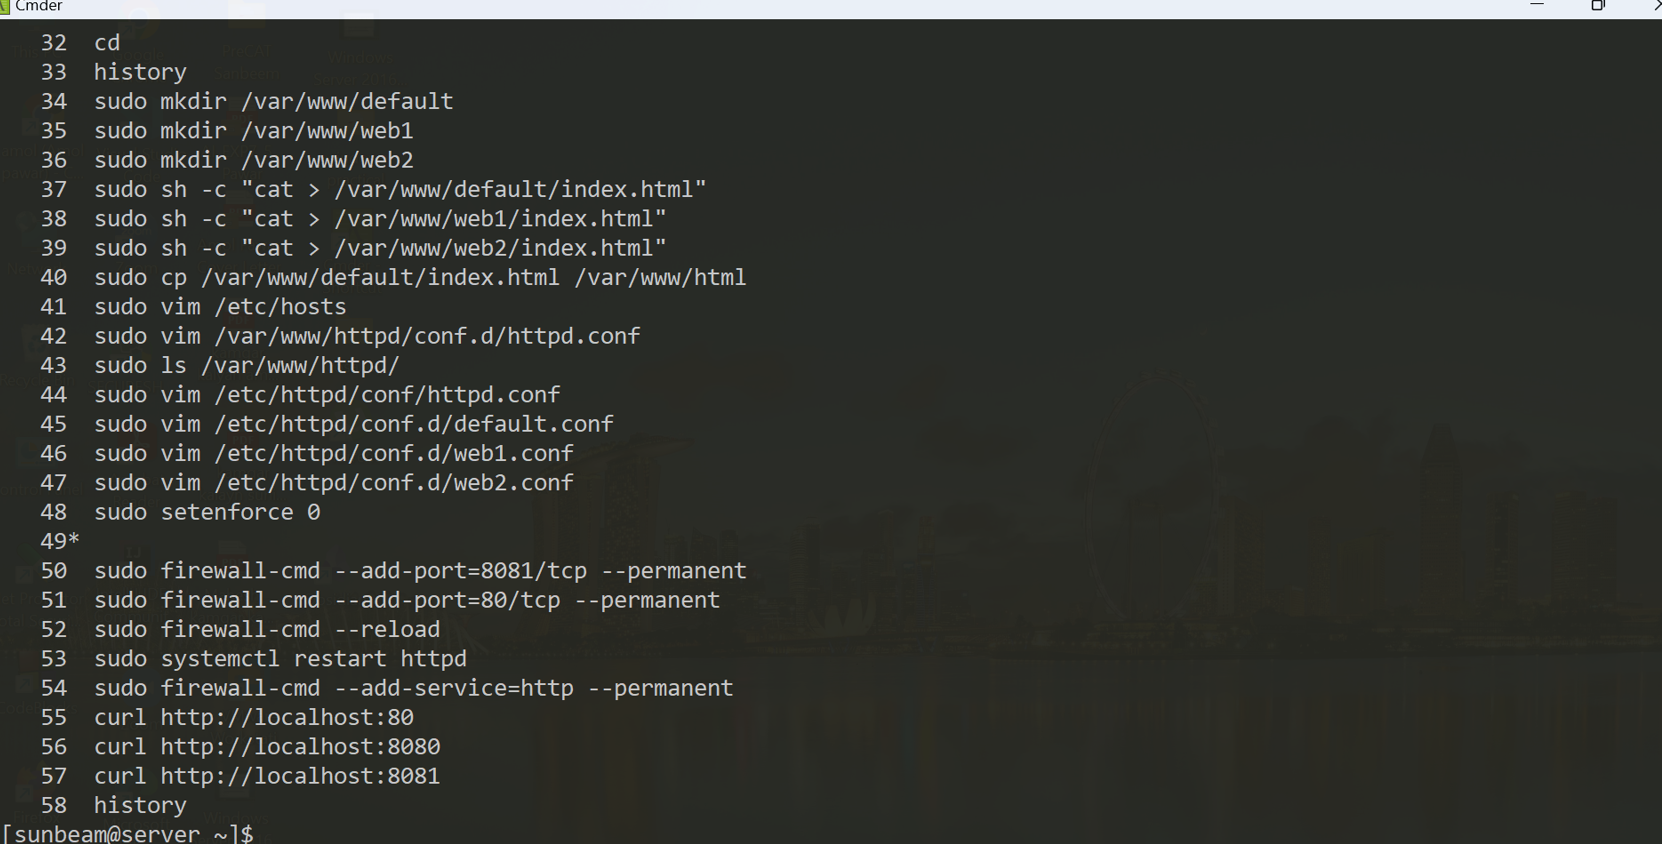 Cmder
32 cd
33 history
34 sudo mkdir /var/www/default
35 sudo mkdir /var/www/web1
36 sudo mkdir /var/www/web2
37 sudo sh -c "cat > /var/www/default/index.html"
38 sudo sh -c "cat > /var/www/web1/index.html"
39 sudo sh -c "cat > /var/www/web2/index.html"
40 sudo cp /var/www/default/index.html /var/www/html
41 sudo vim /etc/hosts
42 sudo vim /var/www/httpd/conf.d/httpd.conf
43 sudo ls /var/www/httpd/
44 sudo vim /etc/httpd/conf/httpd.conf
45 sudo vim /etc/httpd/conf.d/default.conf
46 sudo vim /etc/httpd/conf.d/web1.conf
47 sudo vim /etc/httpd/conf.d/web2.conf
48 sudo setenforce 0
49*
50 sudo firewall-cmd --add-port=8081/tcp --permanent
51 sudo firewall-cmd --add-port=80/tcp --permanent
52 sudo firewall-cmd --reload
53 sudo systemctl restart httpd
54 sudo firewall-cmd --add-service=http --permanent
55 curl http://localhost:80
56 curl http://localhost:8080
57 curl http://localhost:8081
58 history
[sunbeam@server ~]$